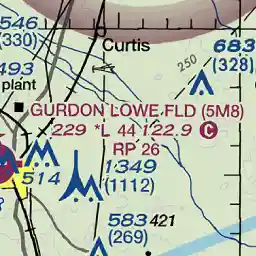 546
(330)
Curtis
683
(328)
250
493
plant
GURDON LOWE FLD (5M8)
229 *L 44 122.9 C
RP 26
514
1349
(1112)
583 421
(269)